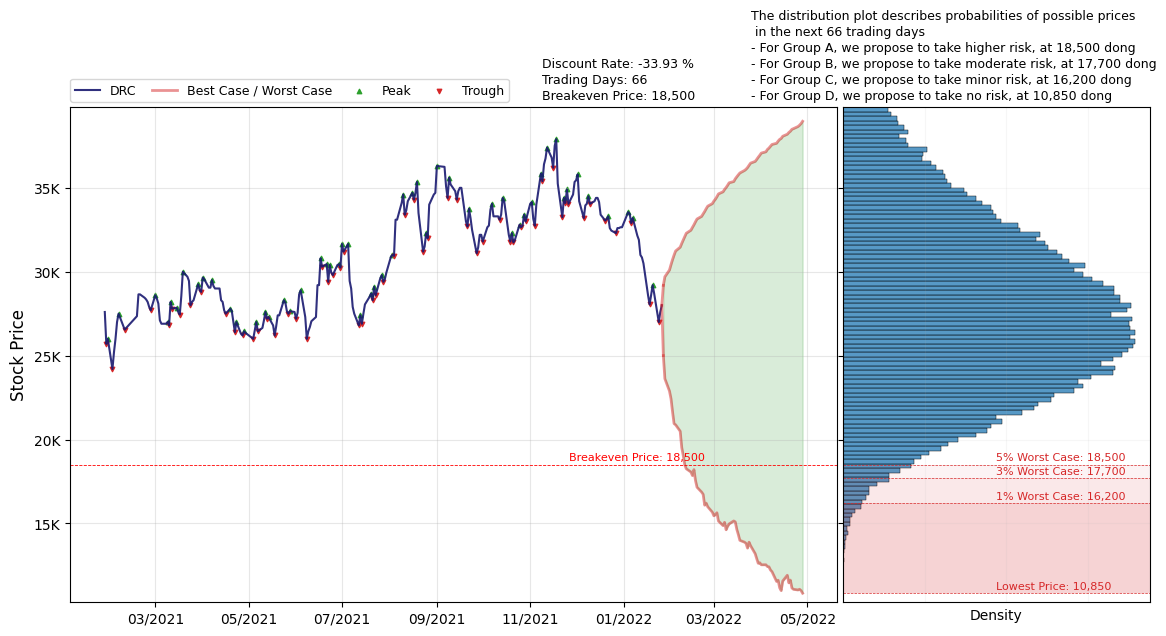 The distribution plot describes probabilities of possible prices
in the next 66 trading days
- For Group A, we propose to take higher risk, at 18,500 dong
- For Group B, we propose to take moderate risk, at 17,700 dong
- For Group C, we propose to take minor risk, at 16,200 dong
- For Group D, we propose to take no risk, at 10,850 dong
Discount Rate: -33.93 %
Trading Days: 66
Breakeven Price: 18,500
DRC
Best Case / Worst Case
Peak
Trough
Stock Price
35K
30K
25K
20K
15K
Breakeven Price: 18,500
5% Worst Case: 18,500
3% Worst Case: 17,700
1% Worst Case: 16,200
Lowest Price: 10,850
03/2021
05/2021
07/2021
09/2021
11/2021
01/2022
03/2022
05/2022
Density